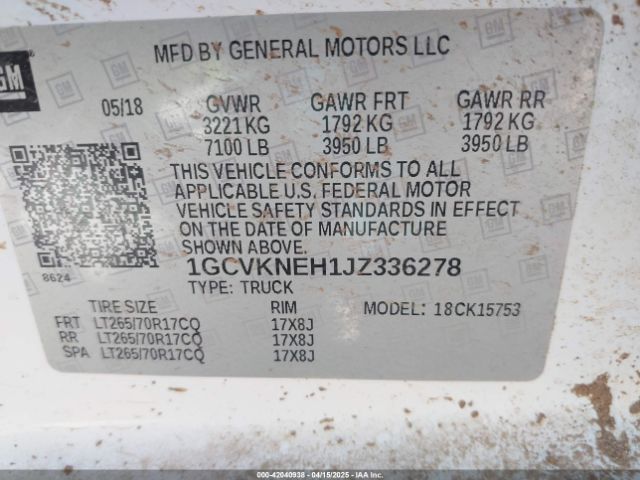 GM
MFD BY GENERAL MOTORS LLC
05/18 GVWR GAWR FRT GAWR RR
3221 KG 1792 KG 1792 KG
7100 LB 3950 LB 3950 LB
THIS VEHICLE CONFORMS TO ALL
APPLICABLE U.S. FEDERAL MOTOR
VEHICLE SAFETY STANDARDS IN EFFECT
ON THE DATE OF MANUFACTURE
SHOWN ABOVE.
8624
1GCVKNEH1JZ336278
TYPE: TRUCK
TIRE SIZE RIM MODEL: 18CK15753
FRT LT265/70R17CQ 17X8J
RR LT265/70R17CQ 17X8J
SPA LT265/70R17CQ 17X8J
000-42040938 - 04/15/2025 - IAAI.com